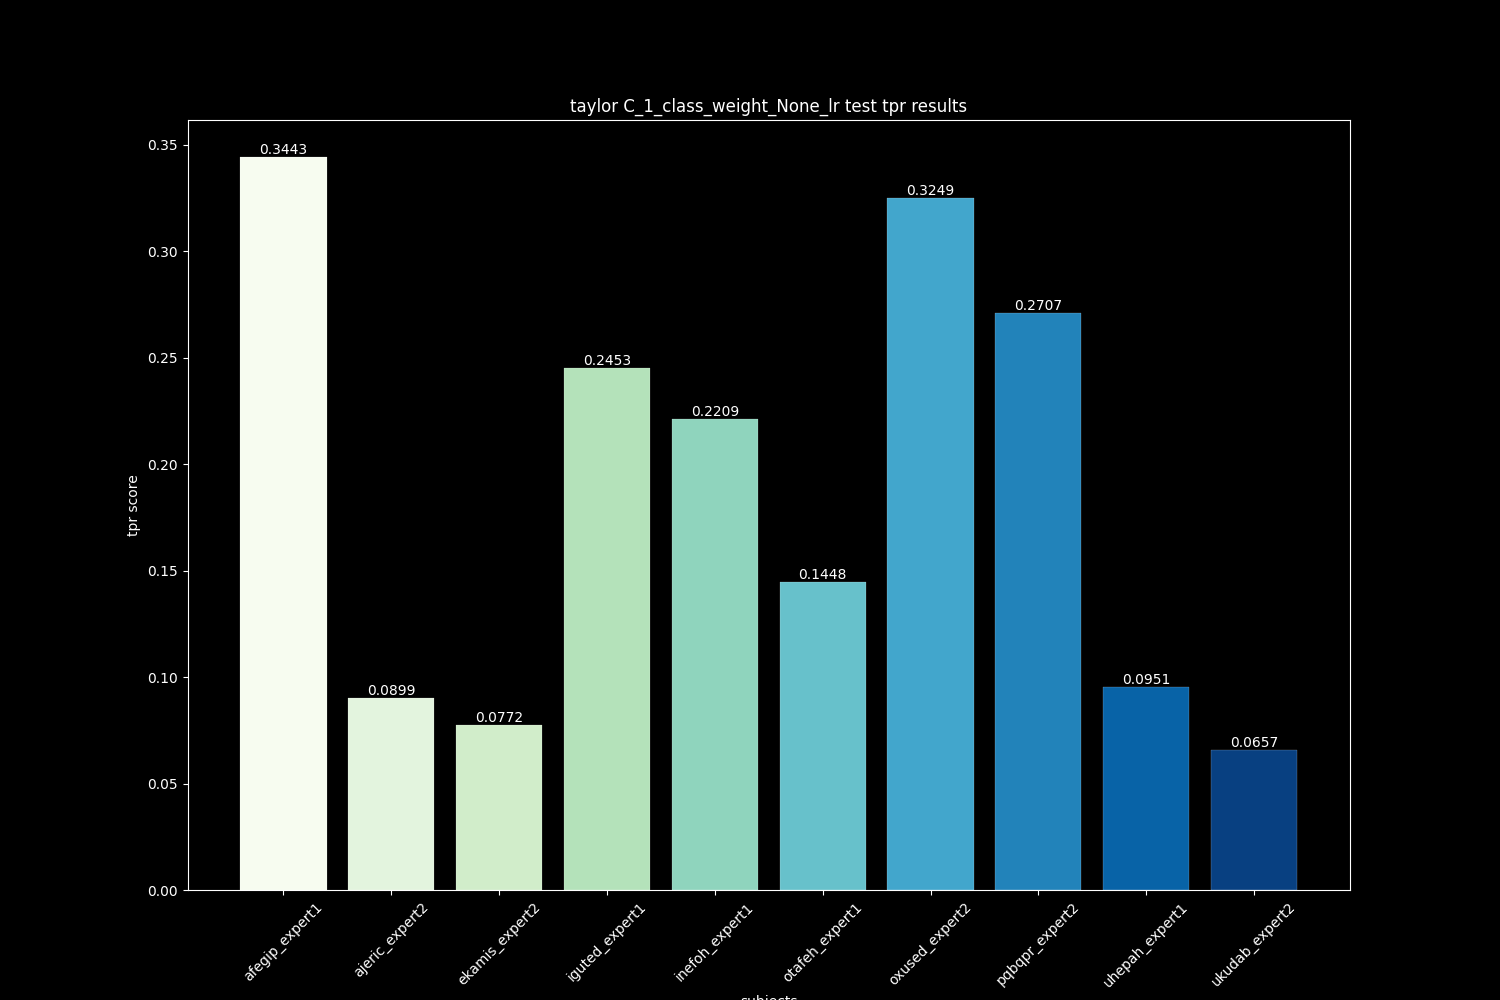 taylor C_1_class_weight_None_lr test tpr results
0.35
0.30
0.25
0.20
0.15
0.10
0.05
0.00
tpr score
0.3443
0.0899
0.0772
0.2453
0.2209
0.1448
0.3249
0.2707
0.0951
0.0657
afegip_expert1
ajeric_expert2
ekamis_expert2
iguted_expert1
inefoh_expert1
otafeh_expert1
oxused_expert2
pqbqpr_expert2
uhepah_expert1
ukudab_expert2
subjects